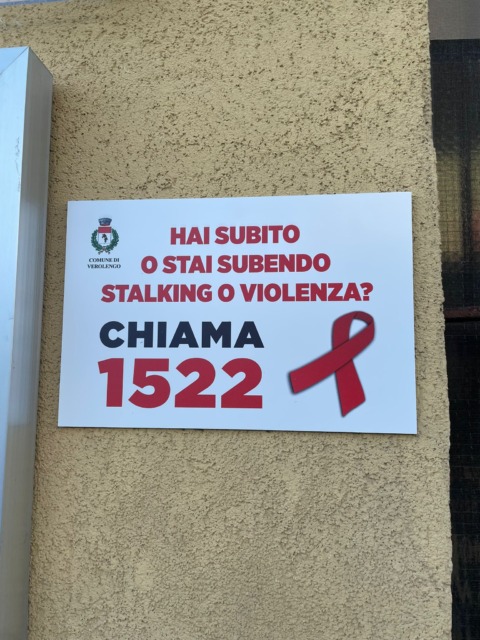 COMUNE DI
VEROLENGO
HAI SUBITO
O STAI SUBENDO
STALKING O VIOLENZA?
CHIAMA
1522